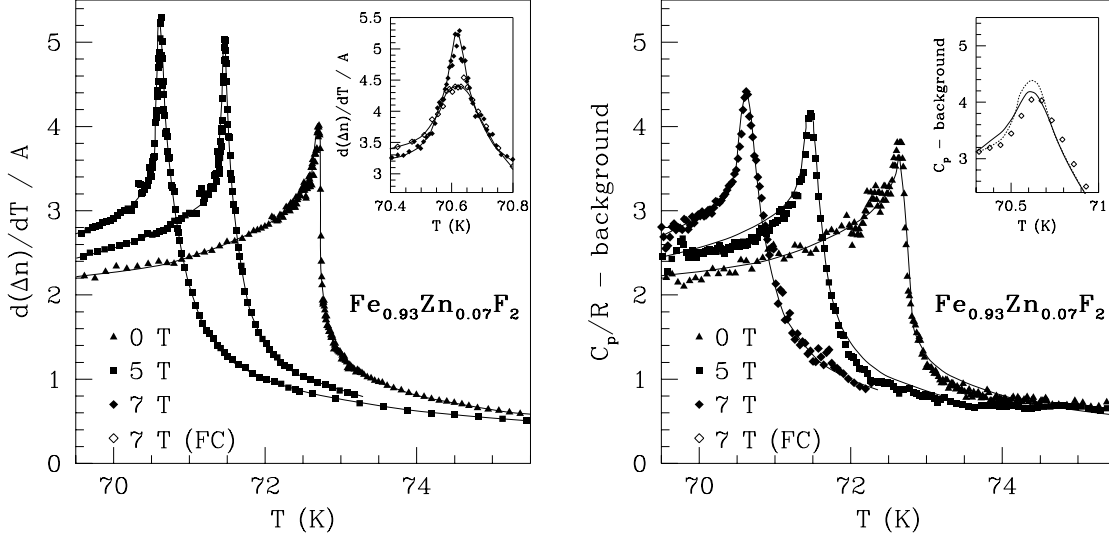 d(Δn)/dT / A
5
4
3
2
1
0
70
72
74
T (K)
Fe0.93Zn0.07F2
0 T
5 T
7 T
7 T (FC)
d(Δn)/dT / A
5.5
5
4.5
4
3.5
3
70.4
70.6
70.8
T (K)
Cp/R − background
5
4
3
2
1
0
70
72
74
T (K)
Fe0.93Zn0.07F2
0 T
5 T
7 T
7 T (FC)
Cp − background
5
4
3
70.5
71
T (K)